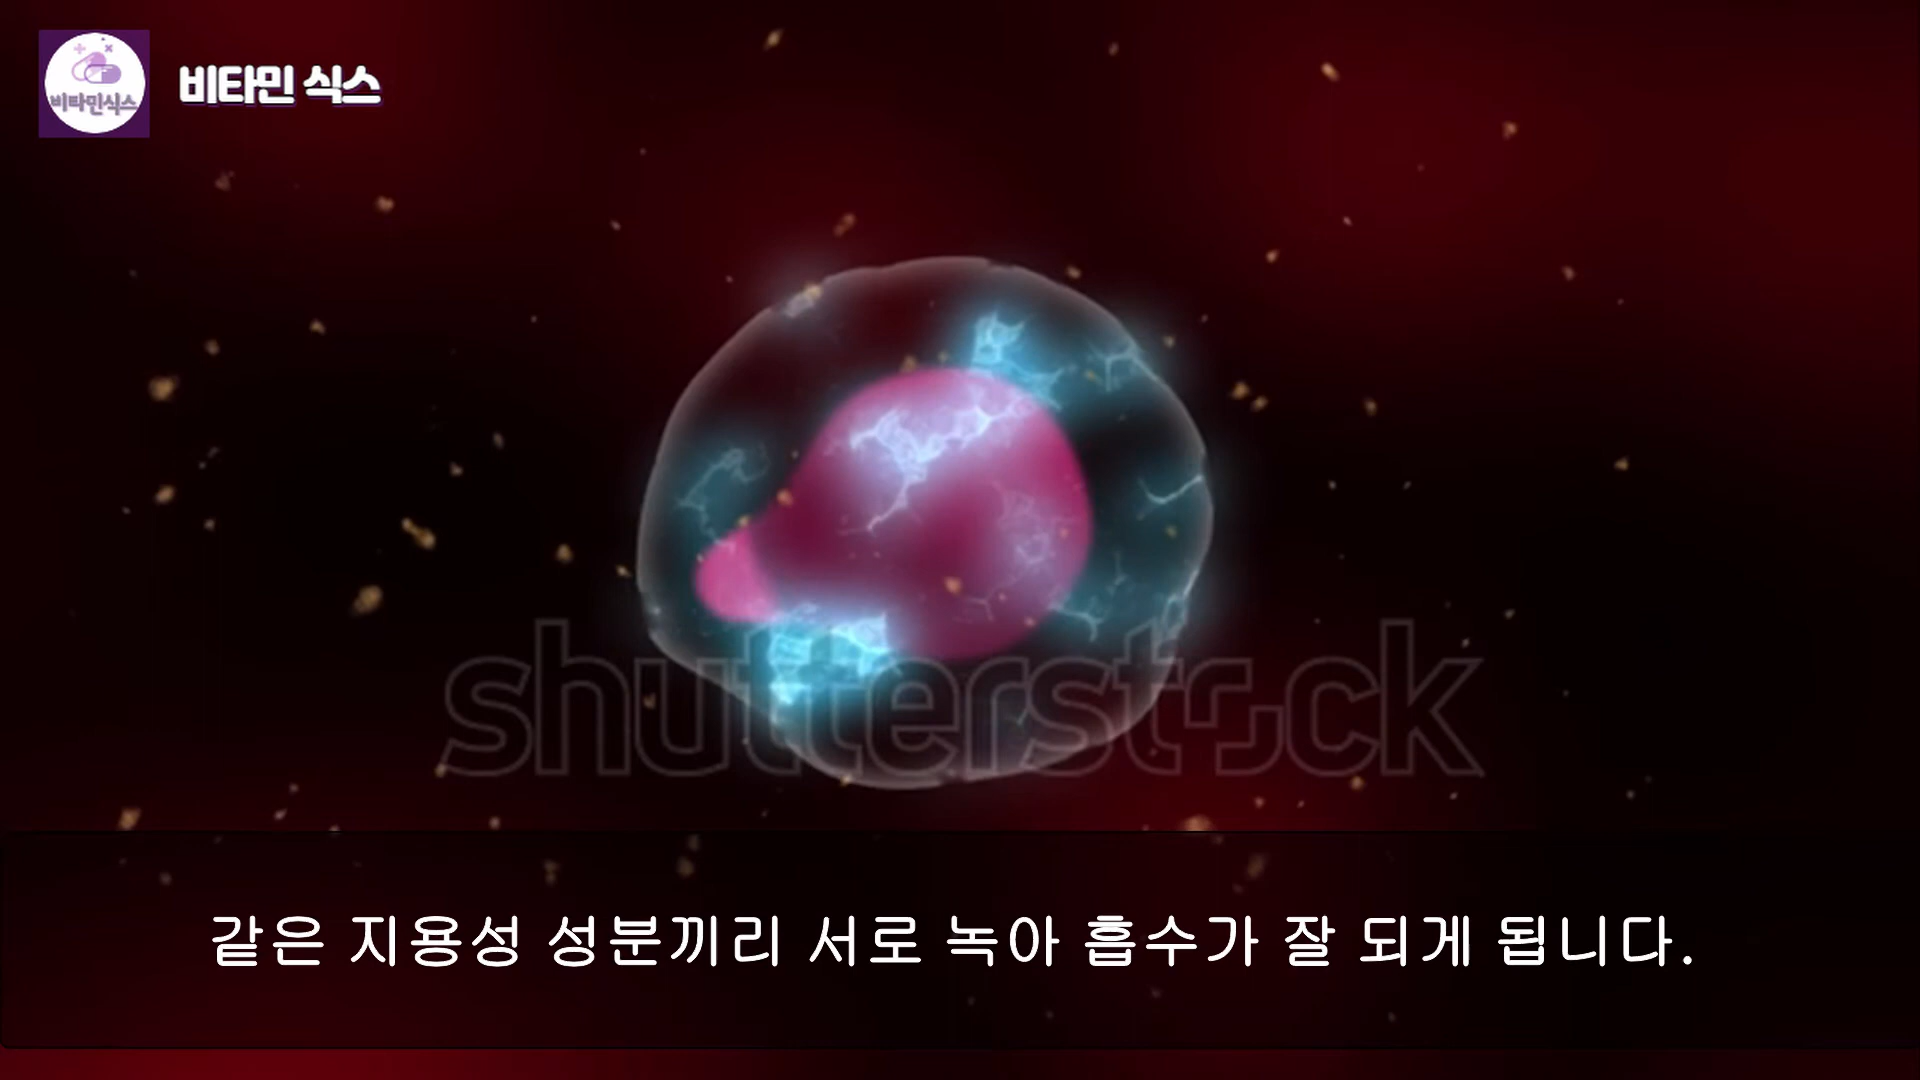 비타민식스
비타민 식스
shutterstock
같은 지용성 성분끼리 서로 녹아 흡수가 잘 되게 됩니다.